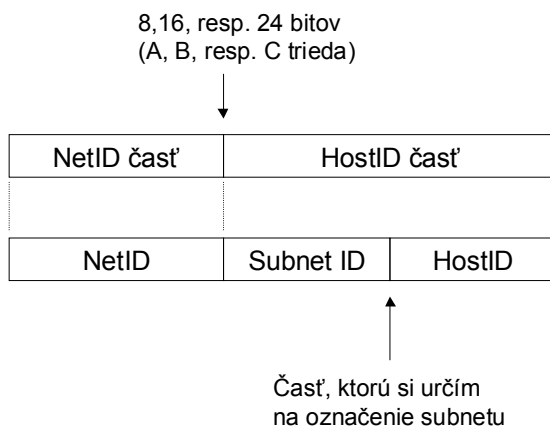 8,16, resp. 24 bitov
(A, B, resp. C trieda)
NetID časť HostID časť
NetID Subnet ID HostID
Časť, ktorú si určím
na označenie subnetu